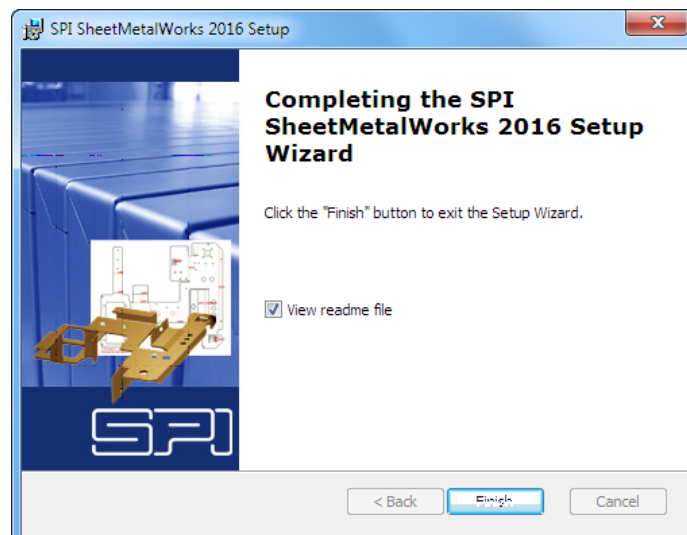 SPI SheetMetalWorks 2016 Setup
Completing the SPI
SheetMetalWorks 2016 Setup
Wizard
Click the "Finish" button to exit the Setup Wizard.
View readme file
SPI
< Back
Finish
Cancel